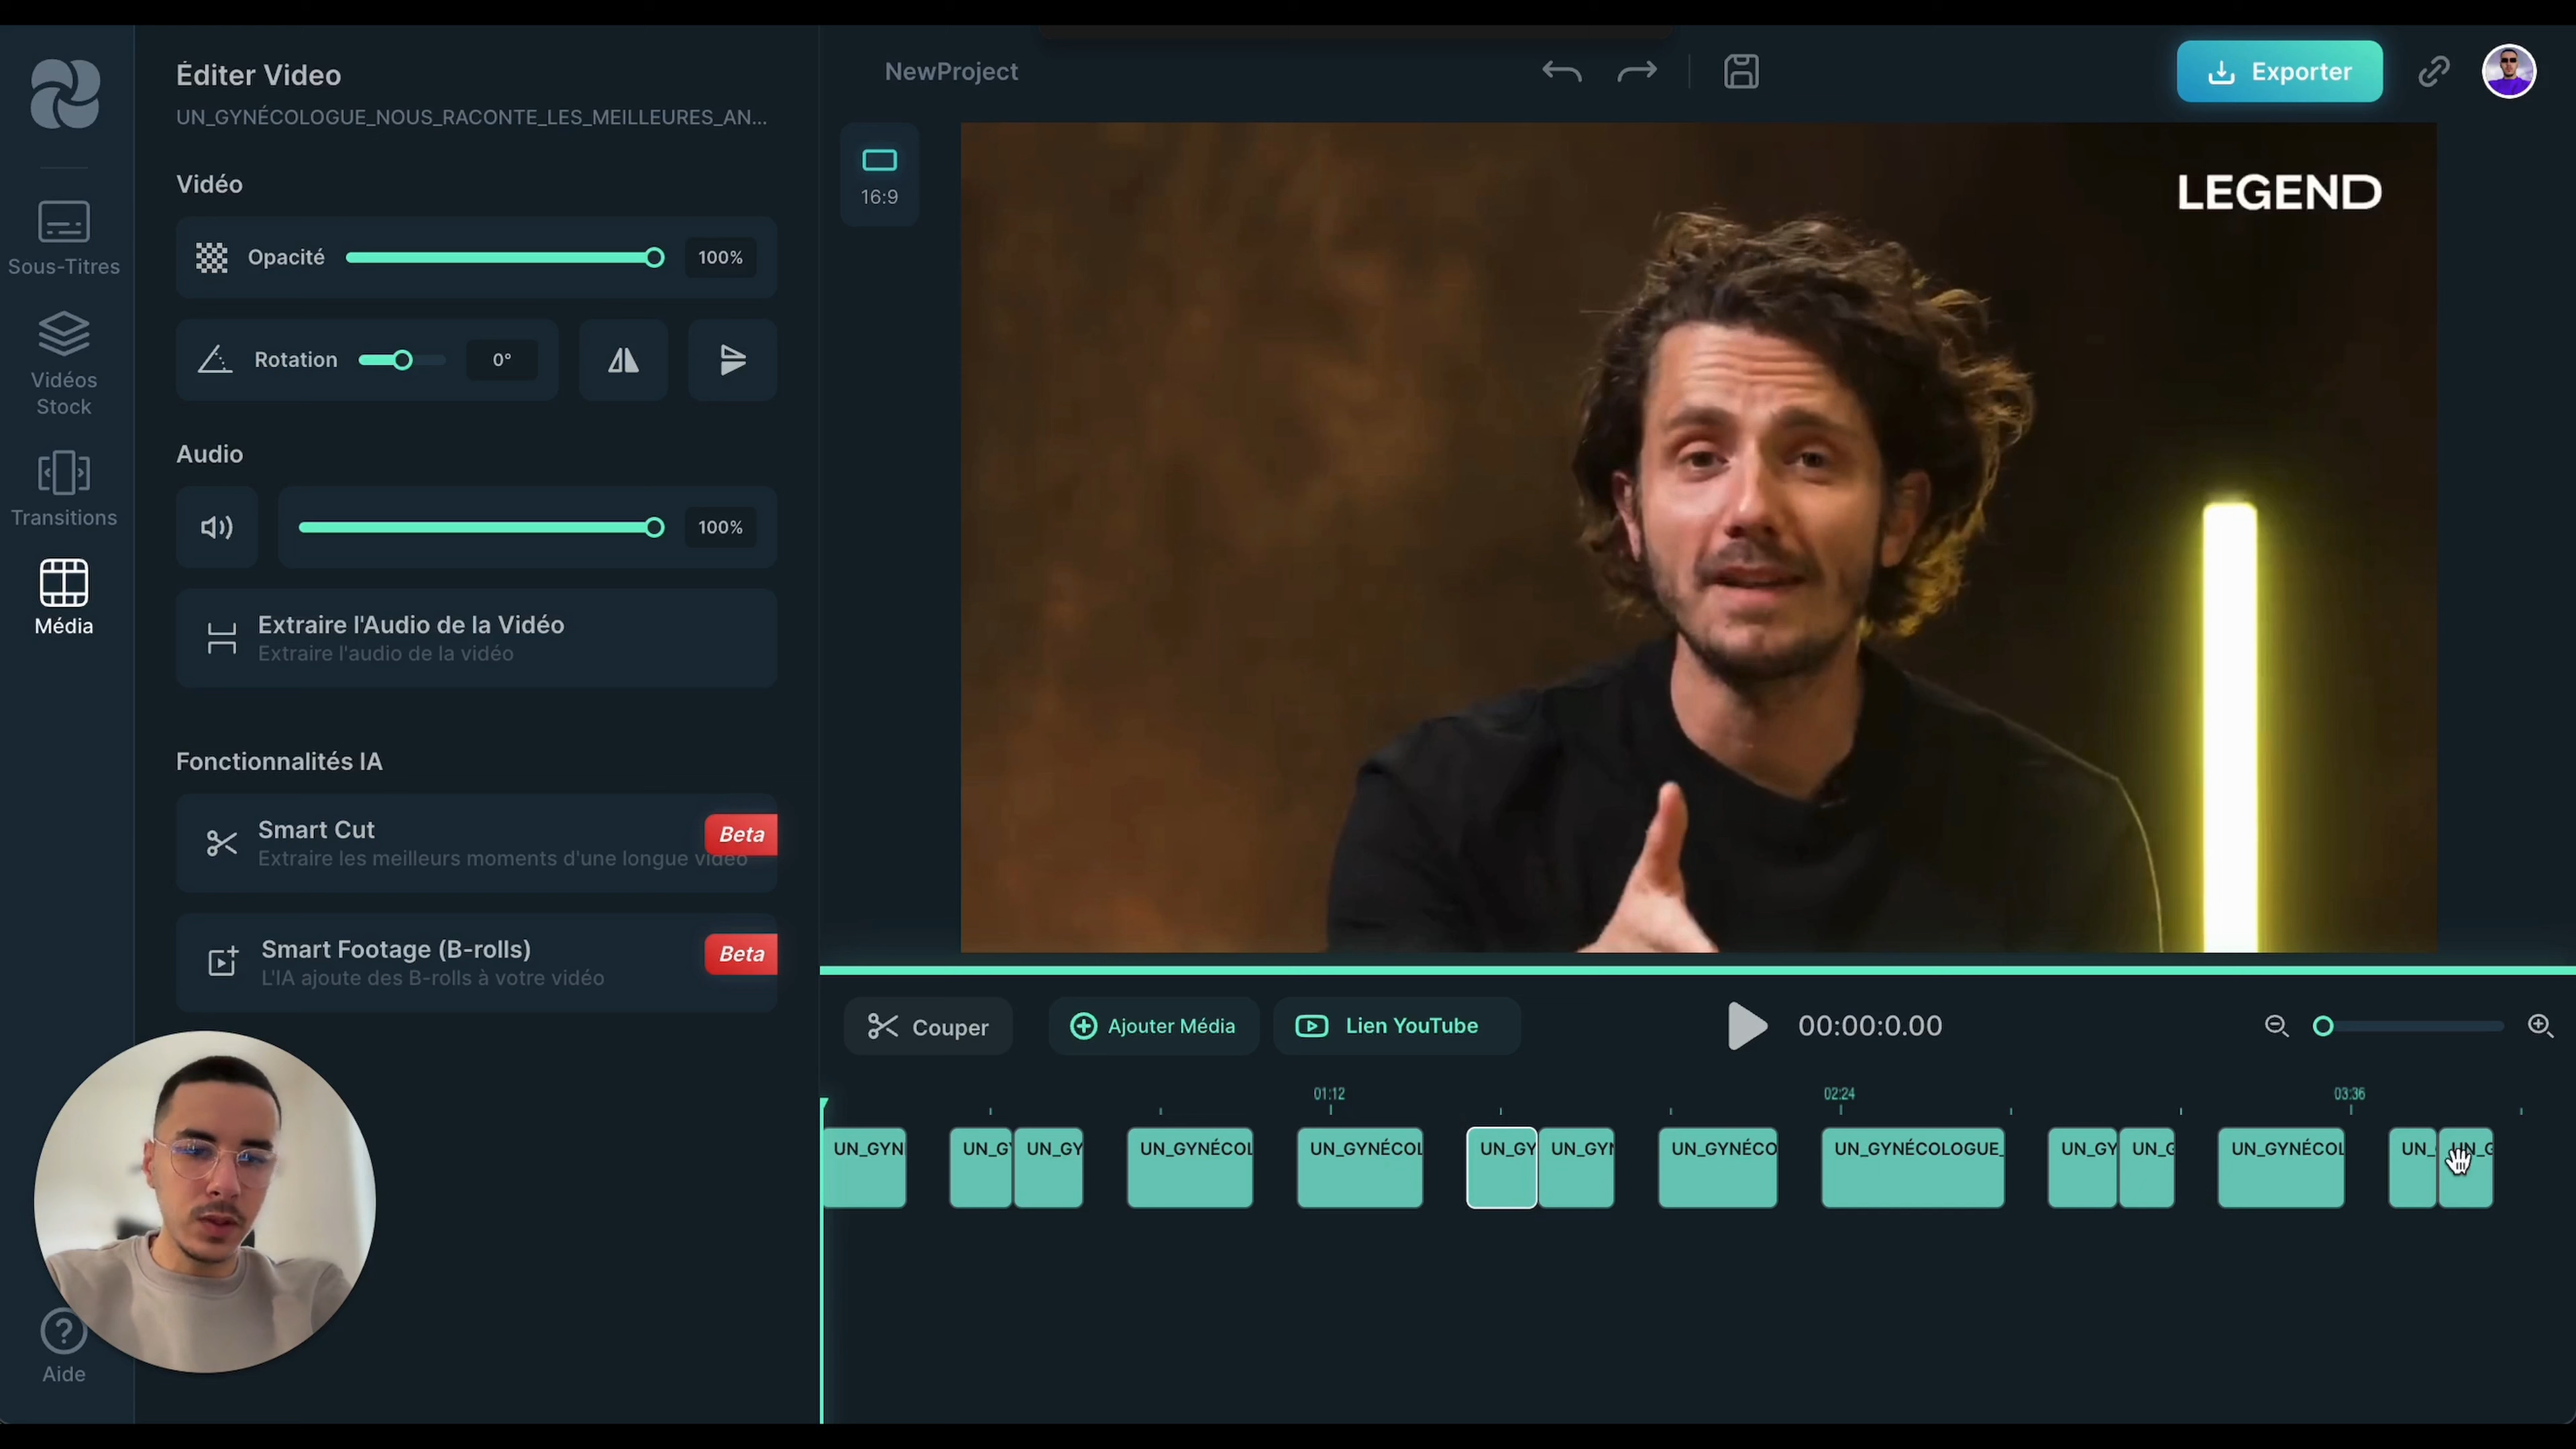 Éditer Video
UN_GYNÉCOLOGUE_NOUS_RACONTE_LES_MEILLEURES_AN...
Sous-Titres
Vidéos
Stock
Transitions
Média
Aide
Vidéo
Opacité
100%
Rotation
0°
Audio
100%
Extraire l'Audio de la Vidéo
Extraire l'audio de la vidéo
Fonctionnalités IA
Smart Cut
Beta
Extraire les meilleurs moments d'une longue vidéo
Smart Footage (B-rolls)
Beta
L'IA ajoute des B-rolls à votre vidéo
NewProject
Exporter
16:9
LEGEND
Couper
Ajouter Média
Lien YouTube
00:00:0.00
01:12
02:24
03:36
UN_GYN
UN_GY
UN_GY
UN_GYNÉCOL
UN_GYNÉCOL
UN_GY
UN_GYN
UN_GYNÉCO
UN_GYNÉCOLOGUE_
UN_GY
UN_G
UN_GYNÉCOL
UN_